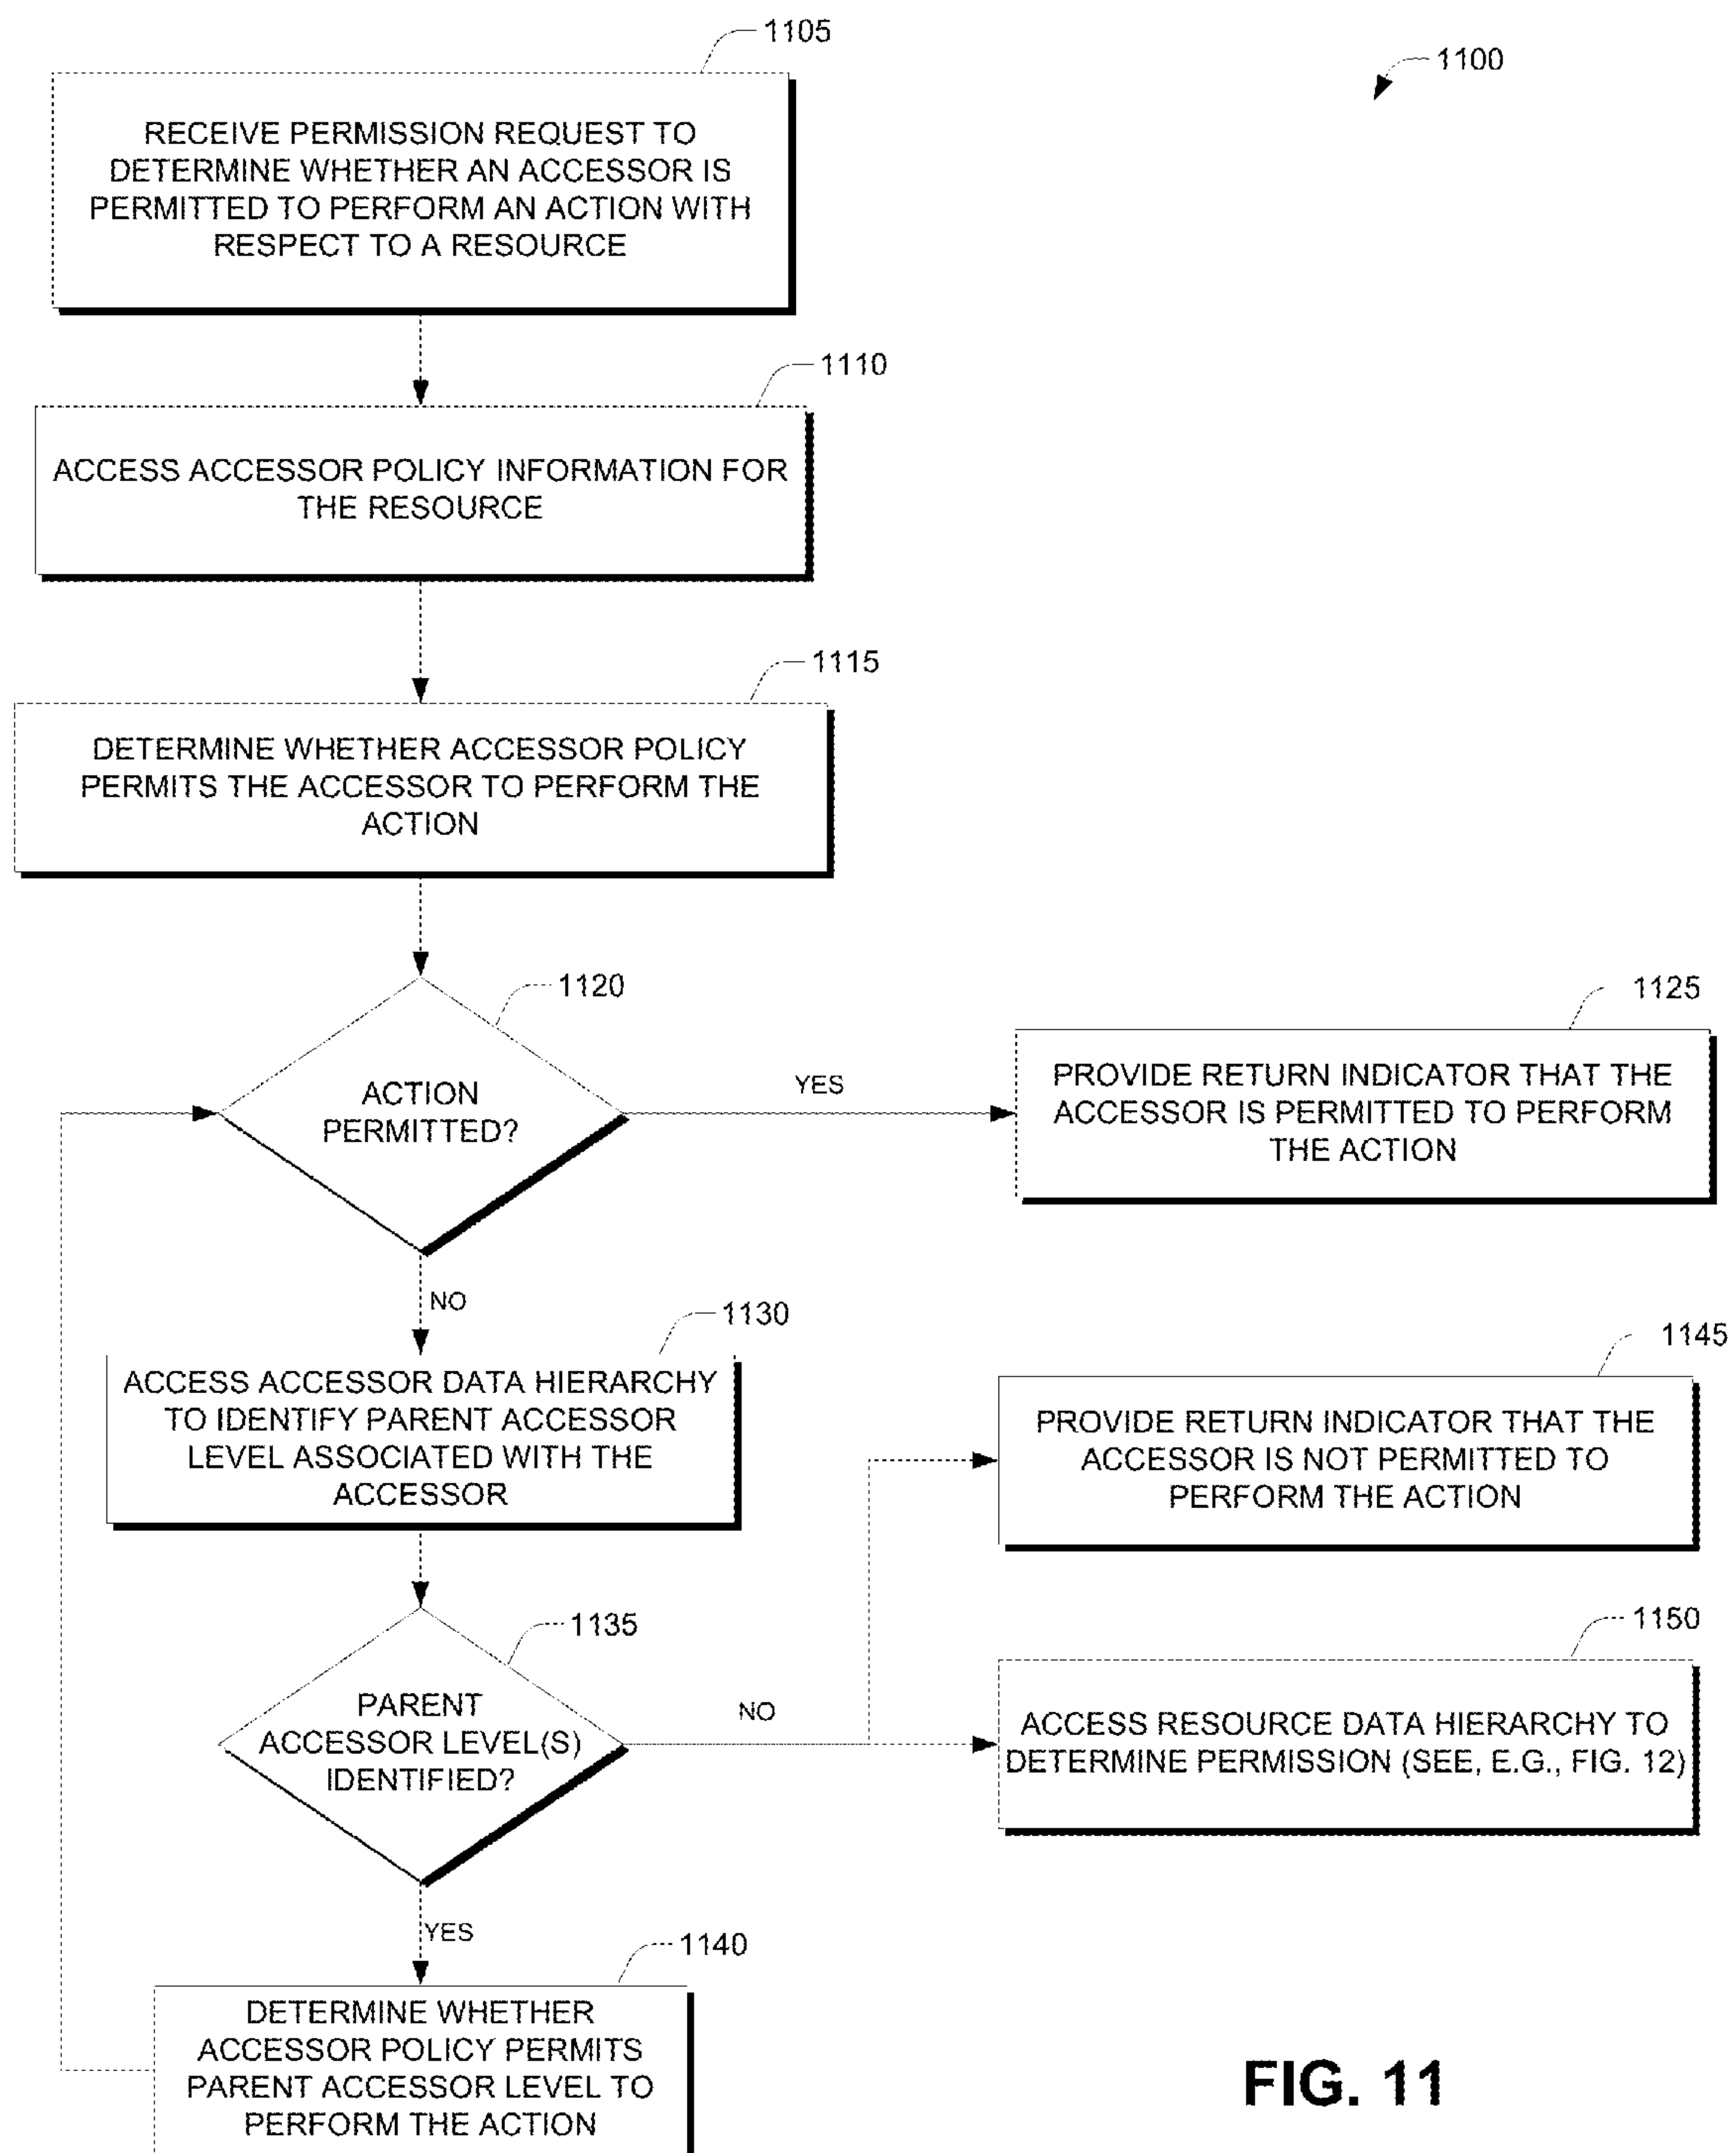 1105
1100
RECEIVE PERMISSION REQUEST TO
DETERMINE WHETHER AN ACCESSOR IS
PERMITTED TO PERFORM AN ACTION WITH
RESPECT TO A RESOURCE
1110
ACCESS ACCESSOR POLICY INFORMATION FOR
THE RESOURCE
1115
DETERMINE WHETHER ACCESSOR POLICY
PERMITS THE ACCESSOR TO PERFORM THE
ACTION
1120
ACTION
PERMITTED?
YES
1125
PROVIDE RETURN INDICATOR THAT THE
ACCESSOR IS PERMITTED TO PERFORM
THE ACTION
NO
1130
ACCESS ACCESSOR DATA HIERARCHY
TO IDENTIFY PARENT ACCESSOR
LEVEL ASSOCIATED WITH THE
ACCESSOR
1145
PROVIDE RETURN INDICATOR THAT THE
ACCESSOR IS NOT PERMITTED TO
PERFORM THE ACTION
1135
PARENT
ACCESSOR LEVEL(S)
IDENTIFIED?
NO
1150
ACCESS RESOURCE DATA HIERARCHY TO
DETERMINE PERMISSION (SEE, E.G., FIG. 12)
YES
1140
DETERMINE WHETHER
ACCESSOR POLICY PERMITS
PARENT ACCESSOR LEVEL TO
PERFORM THE ACTION
FIG. 11